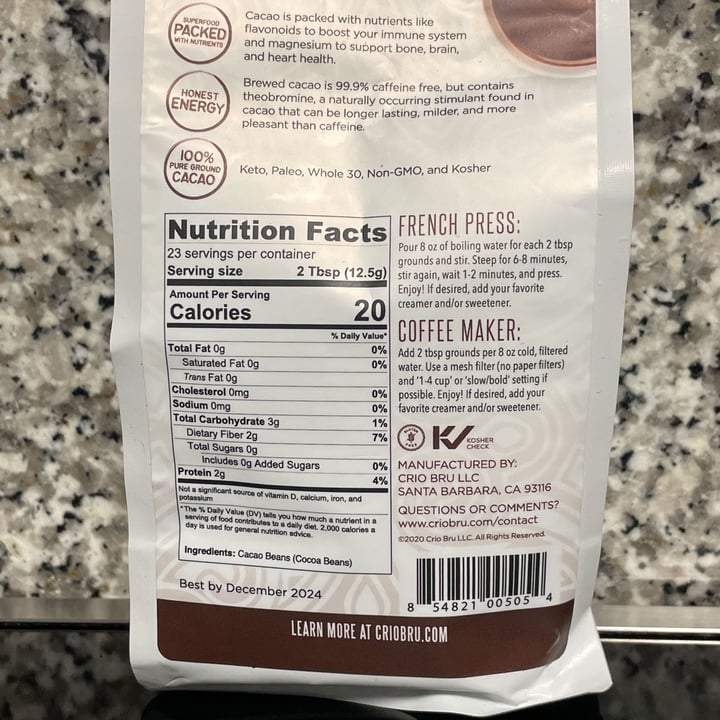 SUPERFOOD
PACKED
WITH NUTRIENTS
Cacao is packed with nutrients like
flavonoids to boost your immune system
and magnesium to support bone, brain,
and heart health.
HONEST
ENERGY
Brewed cacao is 99.9% caffeine free, but contains
theobromine, a naturally occurring stimulant found in
cacao that can be longer lasting, milder, and more
pleasant than caffeine.
100%
PURE GROUND
CACAO
Keto, Paleo, Whole 30, Non-GMO, and Kosher
Nutrition Facts
23 servings per container
Serving size 2 Tbsp (12.5g)
Amount Per Serving
Calories 20
% Daily Value*
Total Fat 0g 0%
Saturated Fat 0g 0%
Trans Fat 0g
Cholesterol 0mg 0%
Sodium 0mg 0%
Total Carbohydrate 3g 1%
Dietary Fiber 2g 7%
Total Sugars 0g
Includes 0g Added Sugars 0%
Protein 2g 4%
Not a significant source of vitamin D, calcium, iron, and
potassium
*The % Daily Value (DV) tells you how much a nutrient in a
serving of food contributes to a daily diet. 2,000 calories a
day is used for general nutrition advice.
Ingredients: Cacao Beans (Cocoa Beans)
Best by December 2024
FRENCH PRESS:
Pour 8 oz of boiling water for each 2 tbsp
grounds and stir. Steep for 6-8 minutes,
stir again, wait 1-2 minutes, and press.
Enjoy! If desired, add your favorite
creamer and/or sweetener.
COFFEE MAKER:
Add 2 tbsp grounds per 8 oz cold, filtered
water. Use a mesh filter (no paper filters)
and '1-4 cup' or 'slow/bold' setting if
possible. Enjoy! If desired, add your
favorite creamer and/or sweetener.
GLUTEN
FREE
KOSHER
CHECK
MANUFACTURED BY:
CRIO BRU LLC
SANTA BARBARA, CA 93116
QUESTIONS OR COMMENTS?
www.criobru.com/contact
©2020 Crio Bru LLC. All Rights Reserved.
8 54821 00505 4
LEARN MORE AT CRIOBRU.COM